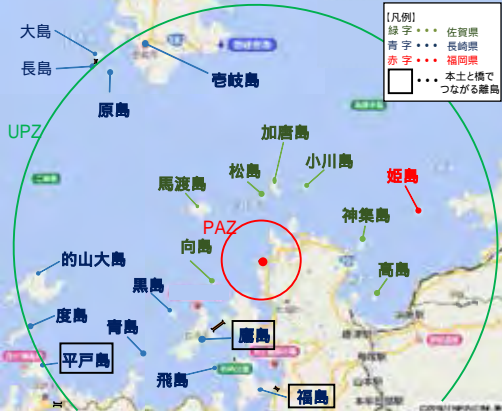 【凡例】
緑字・・・ 佐賀県
青字・・・ 長崎県
赤字・・・ 福岡県
・・・ 本土と橋で
つながる離島
大島
長島
原島
壱岐島
UPZ
加唐島
松島
小川島
馬渡島
姫島
神集島
PAZ
向島
的山大島
高島
黒島
度島
青島
鷹島
平戸島
飛島
福島